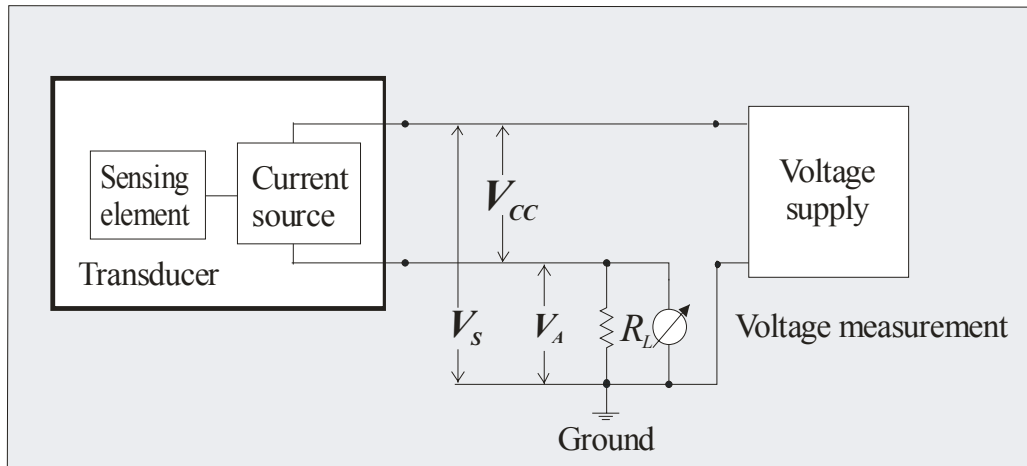 Sensing
element
Current
source
Transducer
V_CC
V_S
V_A
R_L
Voltage
supply
Voltage measurement
Ground